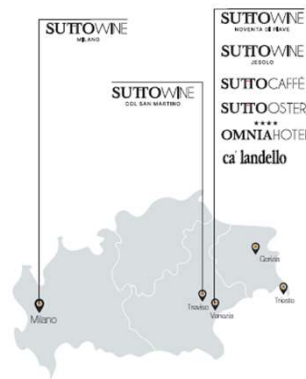 SUTTOWINE
MILANO
SUTTOWINE
COL SAN MARTINO
SUTTOWINE
NOVENTA DI PIAVE
SUTTOWINE
JESOLO
SUTTOCAFFÈ
SUTTOOSTER
OMNIAHOTEL
ca' landello
Milano
Treviso
Venezia
Gorizia
Trieste